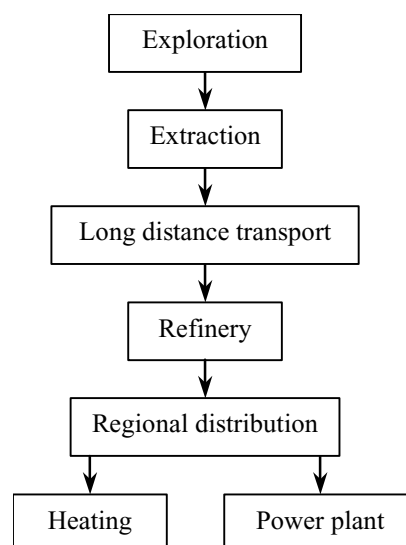 Exploration
Extraction
Long distance transport
Refinery
Regional distribution
Heating
Power plant